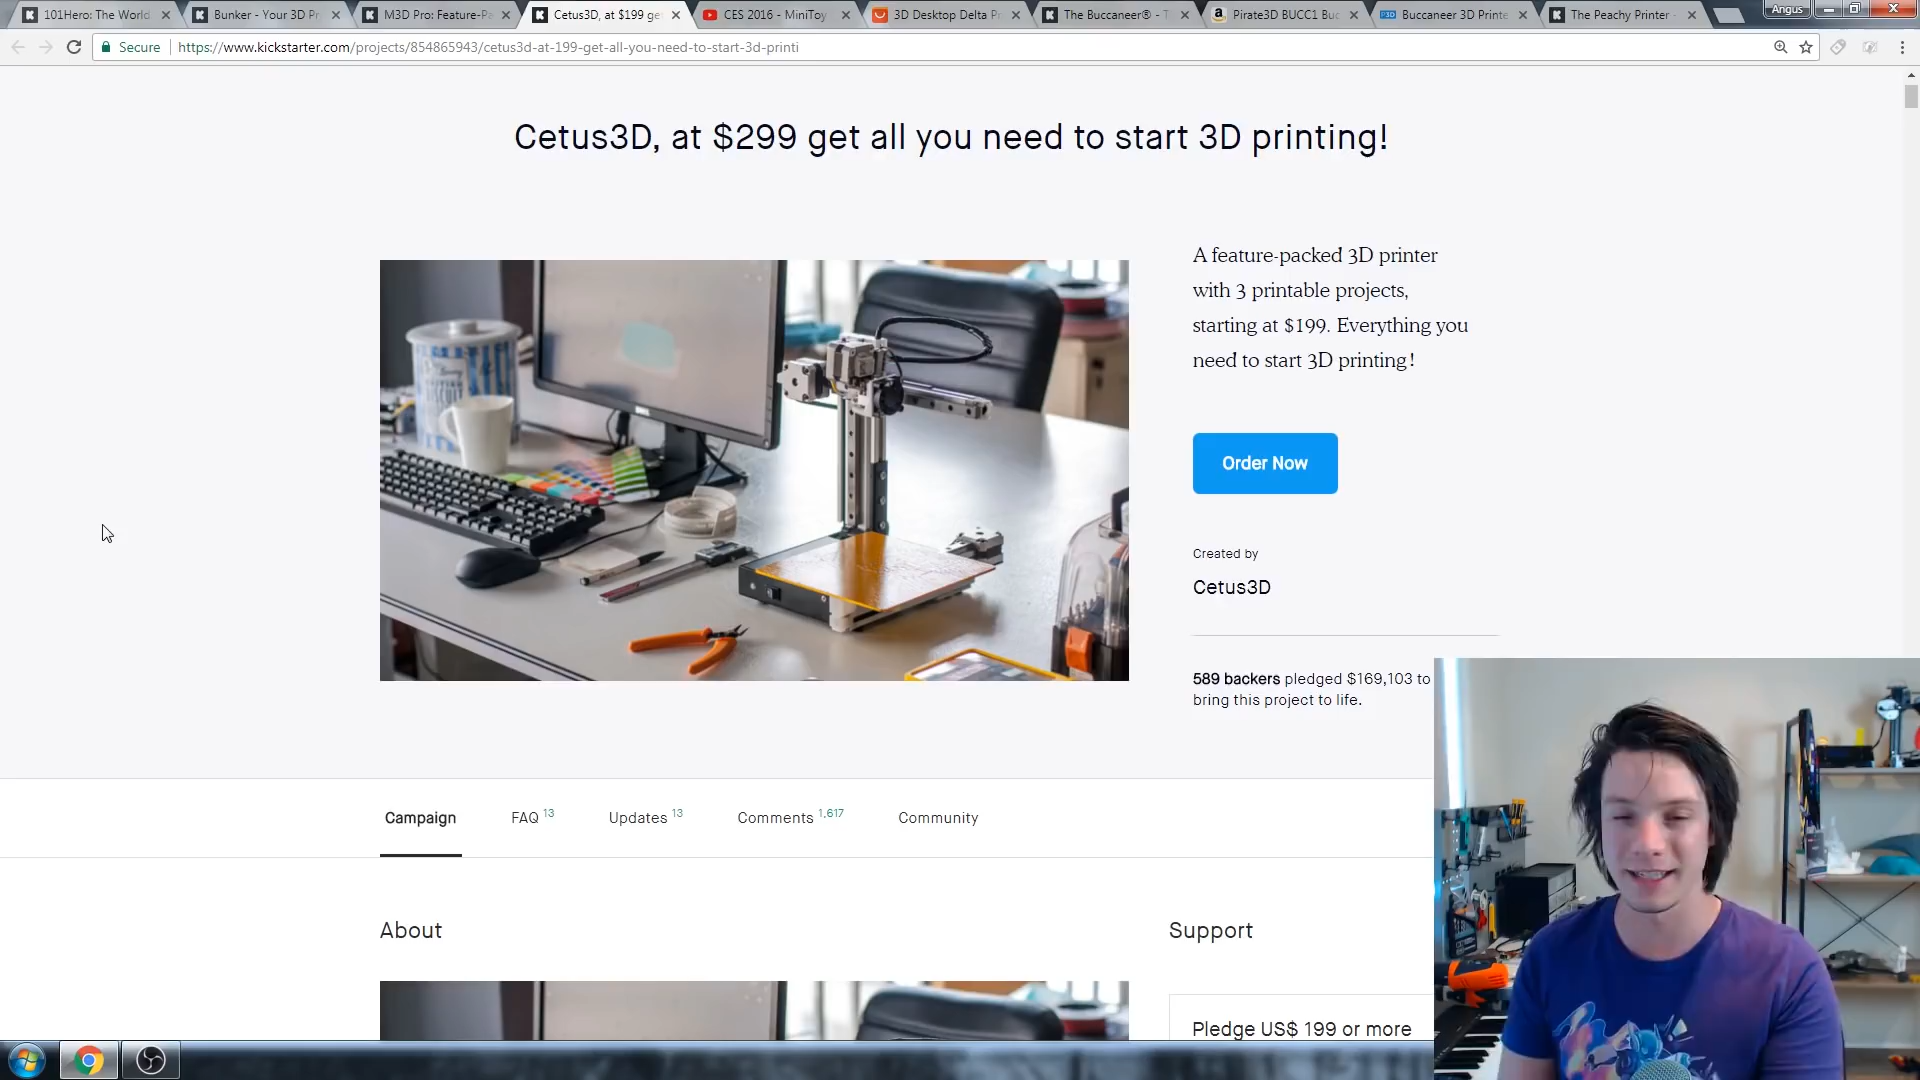 101Hero: The World
Bunker - Your 3D Pr
M3D Pro: Feature-Pa
Cetus3D, at $199 ge
CES 2016 - MiniToy
3D Desktop Delta Pr
The Buccaneer® - T
Pirate3D BUCC1 Buc
Buccaneer 3D Printe
The Peachy Printer -
Angus
Secure
https://www.kickstarter.com/projects/854865943/cetus3d-at-199-get-all-you-need-to-start-3d-printi
Cetus3D, at $299 get all you need to start 3D printing!
A feature-packed 3D printer
with 3 printable projects,
starting at $199. Everything you
need to start 3D printing!
Order Now
Created by
Cetus3D
589 backers pledged $169,103 to
bring this project to life.
Campaign
FAQ 13
Updates 13
Comments 1,617
Community
About
Support
Pledge US$ 199 or more